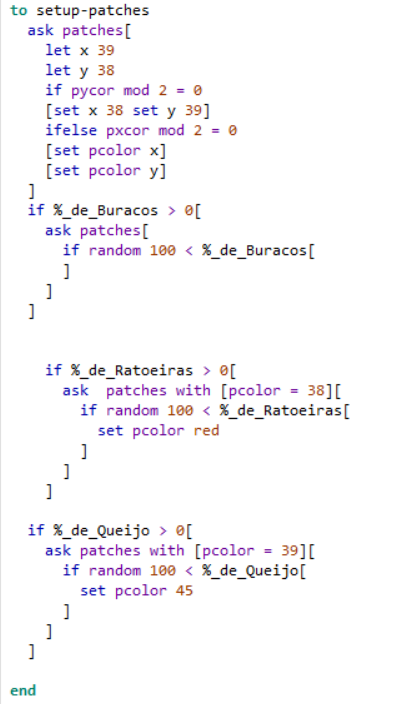 to setup-patches
ask patches[
let x 39
let y 38
if pycor mod 2 = 0
[set x 38 set y 39]
ifelse pxcor mod 2 = 0
[set pcolor x]
[set pcolor y]
]
if %_de_Buracos > 0[
ask patches[
if random 100 < %_de_Buracos[
]
]
]
if %_de_Ratoeiras > 0[
ask  patches with [pcolor = 38][
if random 100 < %_de_Ratoeiras[
set pcolor red
]
]
]
if %_de_Queijo > 0[
ask patches with [pcolor = 39][
if random 100 < %_de_Queijo[
set pcolor 45
]
]
]
end